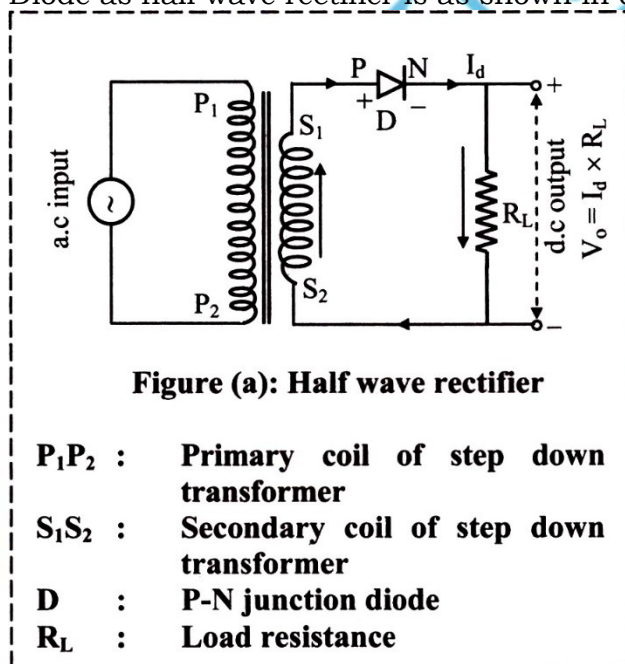 Diode as half wave rectifier is as shown in
P₁
P₂
a.c input
~
S₁
S₂
P
N
+
−
D
I_d
R_L
+
−
d.c output
V_o = I_d × R_L
Figure (a): Half wave rectifier
P₁P₂ : Primary coil of step down
transformer
S₁S₂ : Secondary coil of step down
transformer
D : P-N junction diode
R_L : Load resistance